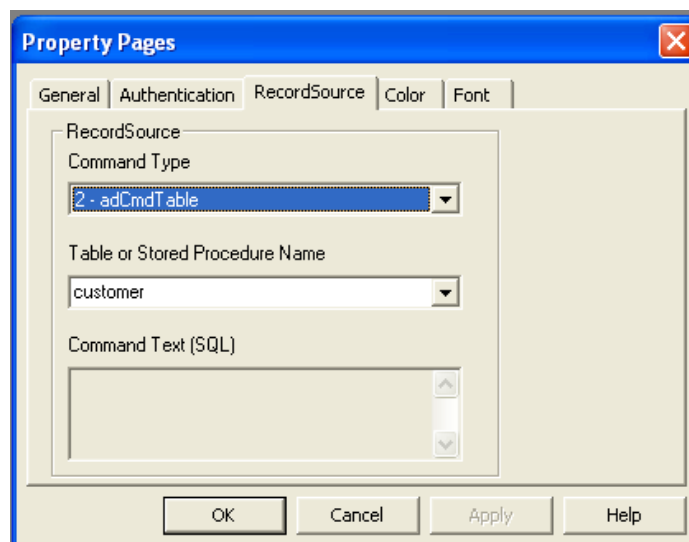 Property Pages
General Authentication RecordSource Color Font
RecordSource
Command Type
2 - adCmdTable
Table or Stored Procedure Name
customer
Command Text (SQL)
OK Cancel Apply Help